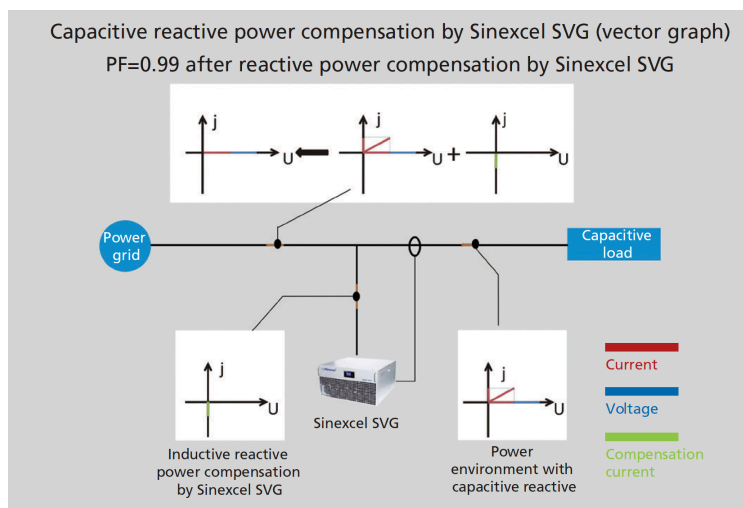 Capacitive reactive power compensation by Sinexcel SVG (vector graph)
PF=0.99 after reactive power compensation by Sinexcel SVG
j
U
j
U
+
j
U
Power
grid
Capacitive
load
j
U
Inductive reactive
power compensation
by Sinexcel SVG
Sinexcel SVG
j
U
Power
environment with
capacitive reactive
Current
Voltage
Compensation
current